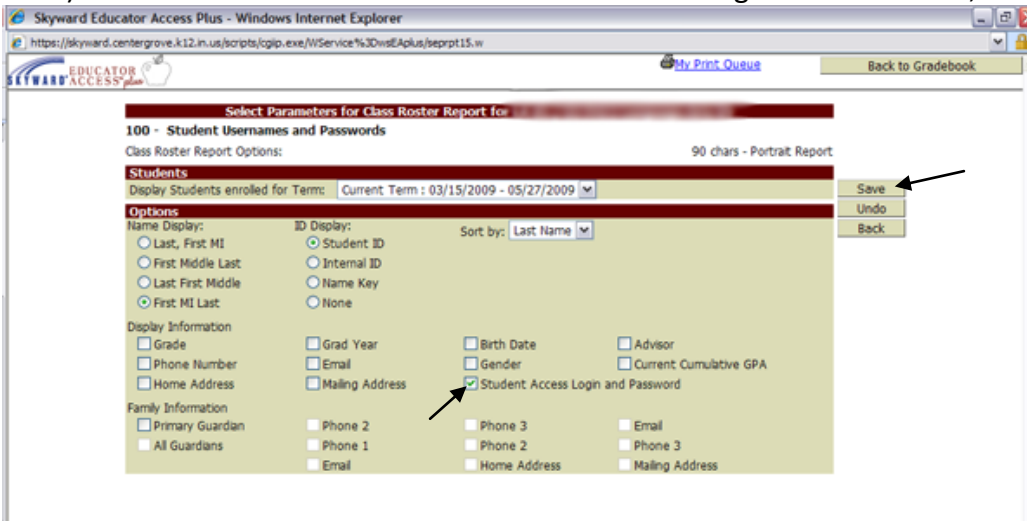 Skyward Educator Access Plus - Windows Internet Explorer
https://skyward.centergrove.k12.in.us/scripts/cgiip.exe/WService%3DwsEAplus/seprpt15.w
SKYWARD EDUCATOR ACCESS plus
My Print Queue
Back to Gradebook
Select Parameters for Class Roster Report for
100 - Student Usernames and Passwords
Class Roster Report Options: 90 chars - Portrait Report
Students
Display Students enrolled for Term: Current Term : 03/15/2009 - 05/27/2009
Save
Options
Undo
Name Display: ID Display: Sort by: Last Name
Back
Last, First MI Student ID
First Middle Last Internal ID
Last First Middle Name Key
First MI Last None
Display Information
Grade Grad Year Birth Date Advisor
Phone Number Email Gender Current Cumulative GPA
Home Address Mailing Address Student Access Login and Password
Family Information
Primary Guardian Phone 2 Phone 3 Email
All Guardians Phone 1 Phone 2 Phone 3
Email Home Address Mailing Address